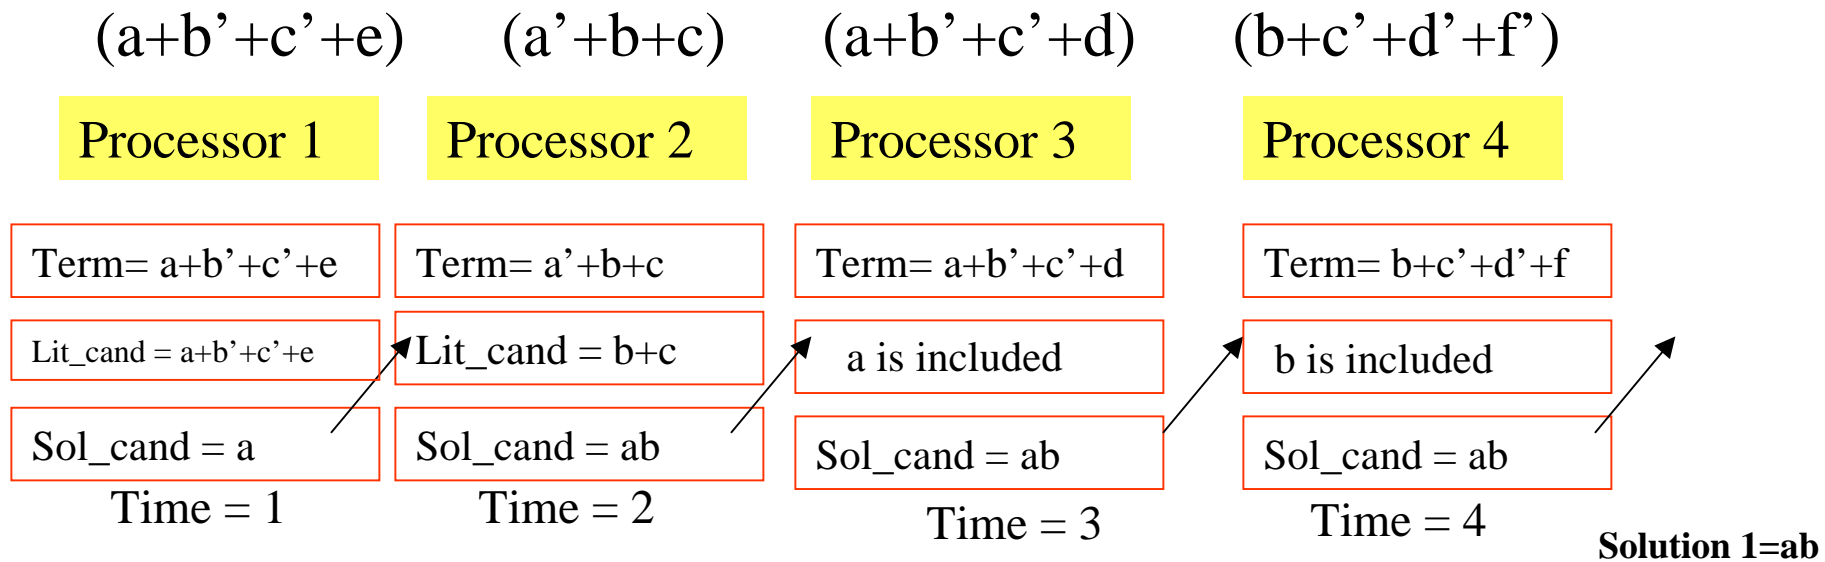 (a+b’+c’+e) (a’+b+c) (a+b’+c’+d) (b+c’+d’+f’)
Processor 1 Processor 2 Processor 3 Processor 4
Term= a+b’+c’+e Term= a’+b+c Term= a+b’+c’+d Term= b+c’+d’+f
Lit_cand = a+b’+c’+e Lit_cand = b+c a is included b is included
Sol_cand = a Sol_cand = ab Sol_cand = ab Sol_cand = ab
Time = 1 Time = 2 Time = 3 Time = 4
Solution 1=ab